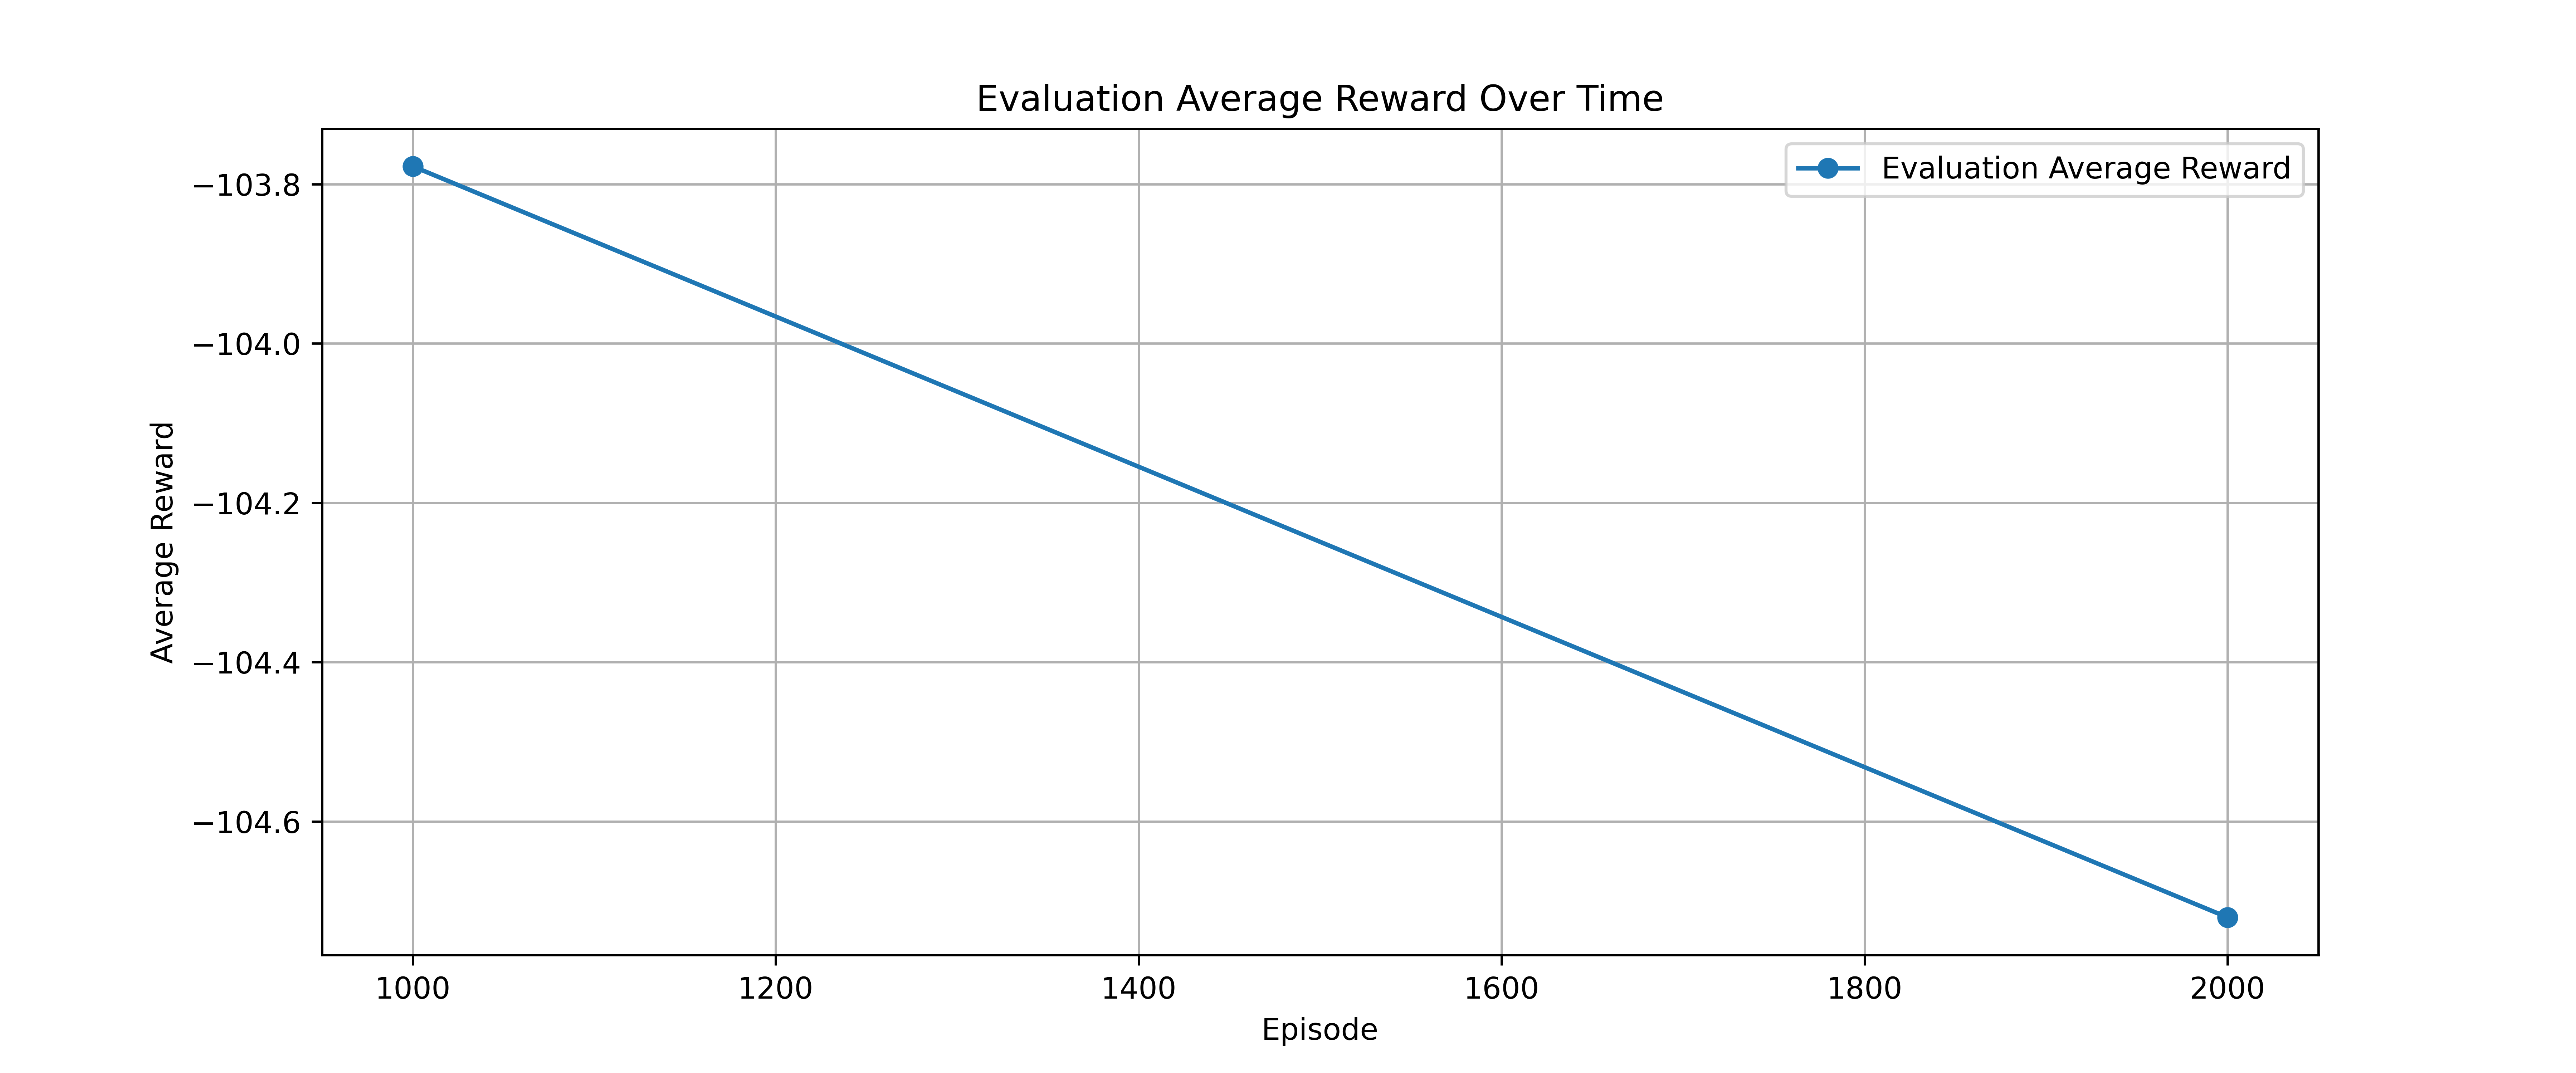 Evaluation Average Reward Over Time
Evaluation Average Reward
Average Reward
−103.8
−104.0
−104.2
−104.4
−104.6
1000 1200 1400 1600 1800 2000
Episode